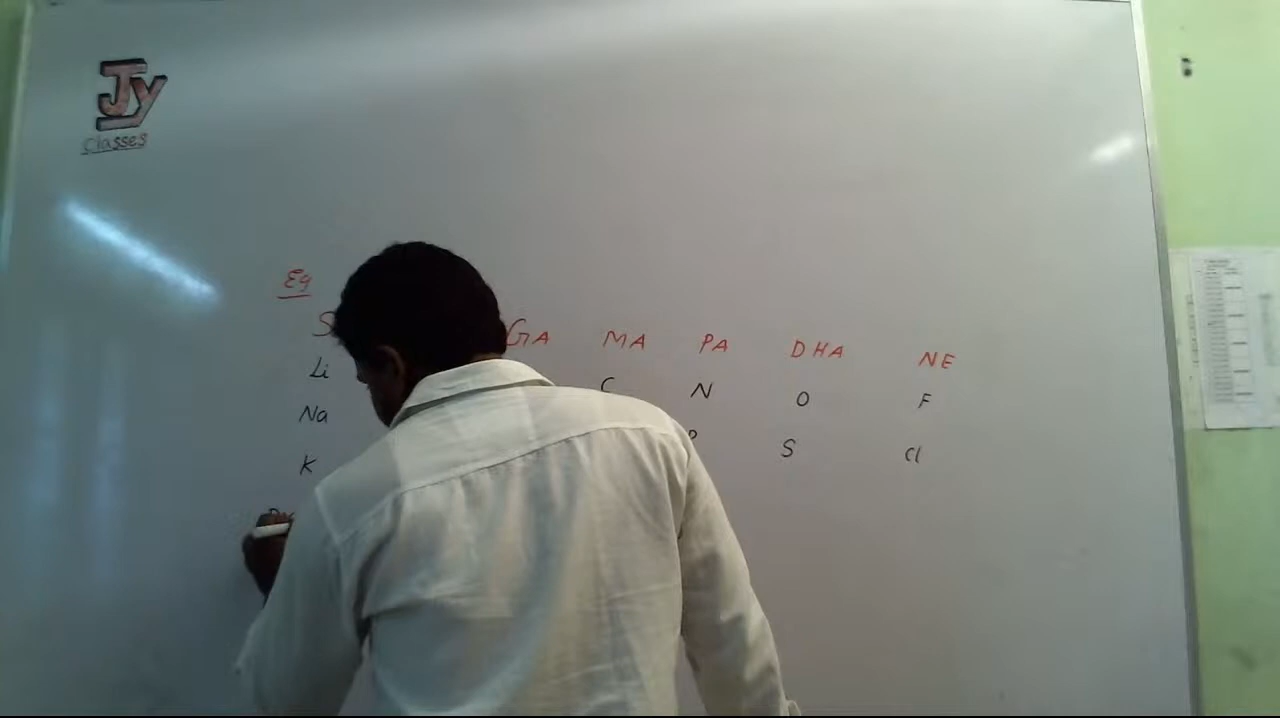 Jy
classes
Eg
S GA MA PA DHA NE
Li C N O F
Na P S Cl
K